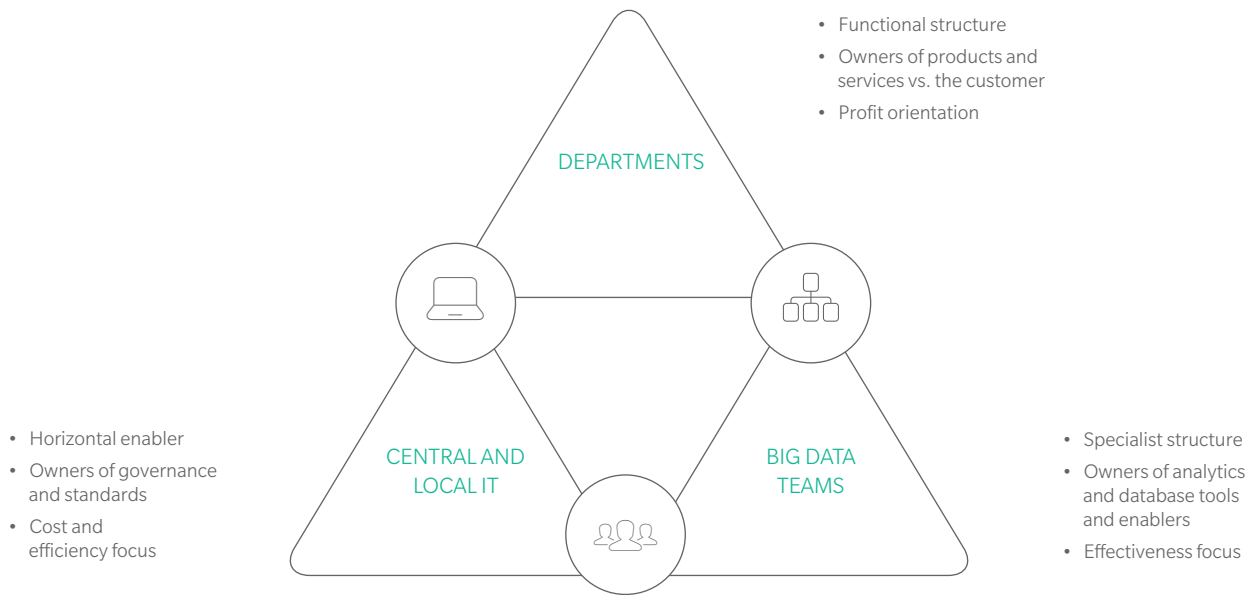 • Functional structure
• Owners of products and
services vs. the customer
• Profit orientation
DEPARTMENTS
• Horizontal enabler
• Owners of governance
and standards
• Cost and
efficiency focus
CENTRAL AND
LOCAL IT
BIG DATA
TEAMS
• Specialist structure
• Owners of analytics
and database tools
and enablers
• Effectiveness focus